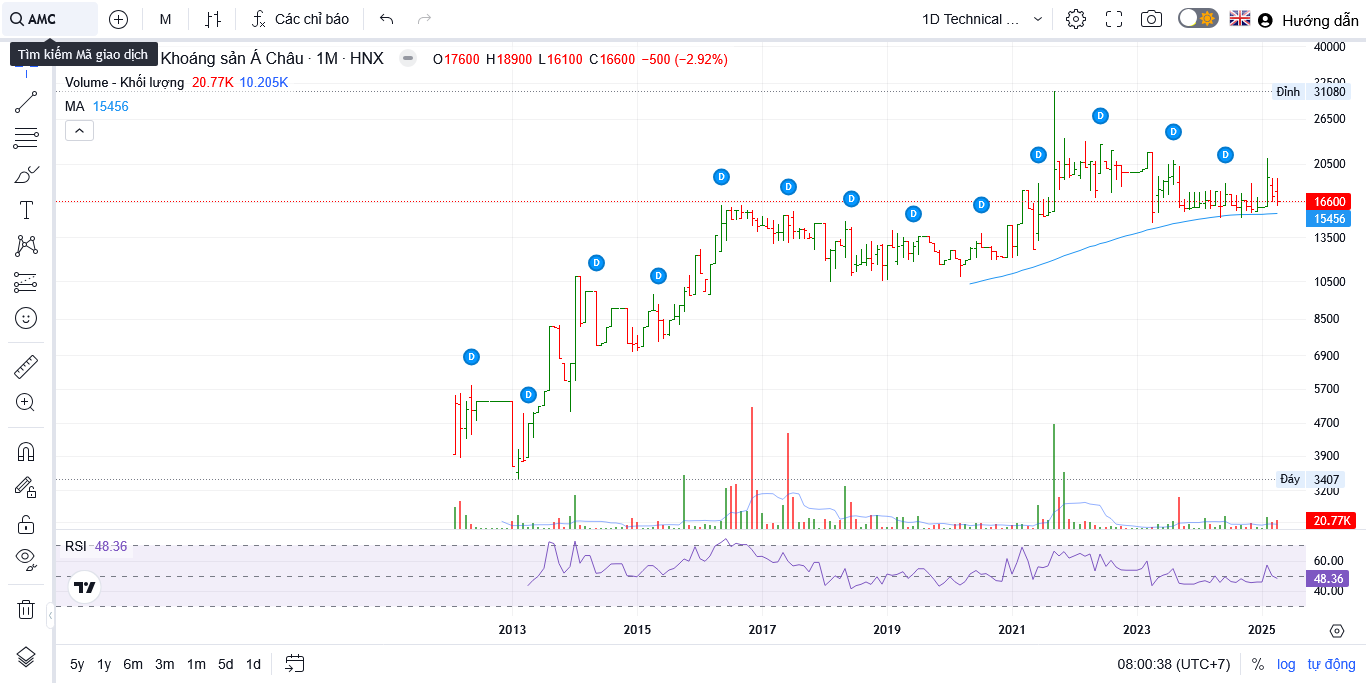 AMC M Các chỉ báo 1D Technical ... Hướng dẫn
Tìm kiếm Mã giao dịch
Khoáng sản Á Châu · 1M · HNX O17600 H18900 L16100 C16600 −500 (−2.92%)
Volume - Khối lượng 20.77K 10.205K
MA 15456
40000
32500
Đỉnh 31080
26500
20500
16600
15456
13500
10500
8500
6900
5700
4700
3900
Đáy 3407
3200
20.77K
D
D
D
D
D
D
D
D
D
D
D
D
D
RSI 48.36
60.00
48.36
40.00
2013 2015 2017 2019 2021 2023 2025
5y 1y 6m 3m 1m 5d 1d 08:00:38 (UTC+7) % log tự động